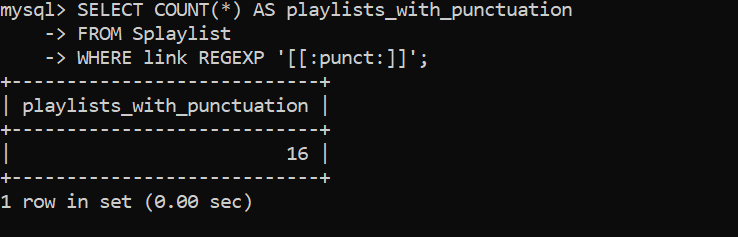 mysql> SELECT COUNT(*) AS playlists_with_punctuation
    -> FROM Splaylist
    -> WHERE link REGEXP '[[:punct:]]';
+----------------------------+
| playlists_with_punctuation |
+----------------------------+
|                         16 |
+----------------------------+
1 row in set (0.00 sec)